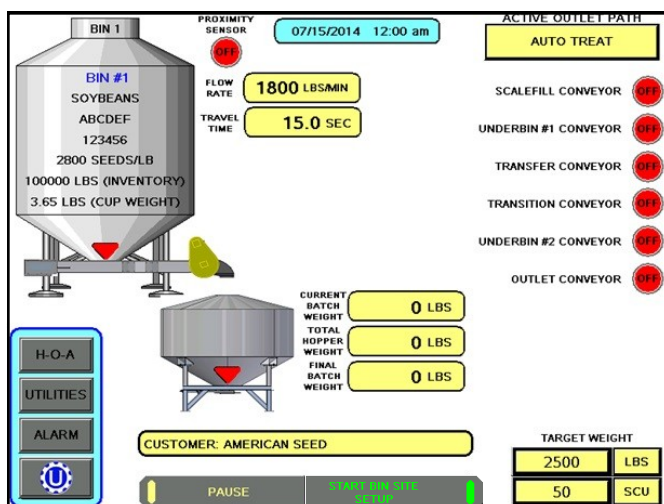 BIN 1
PROXIMITY
SENSOR
OFF
07/15/2014 12:00 am
ACTIVE OUTLET PATH
AUTO TREAT
BIN #1
SOYBEANS
ABCDEF
123456
2800 SEEDS/LB
100000 LBS (INVENTORY)
3.65 LBS (CUP WEIGHT)
FLOW
RATE
1800 LBS/MIN
TRAVEL
TIME
15.0 SEC
SCALEFILL CONVEYOR OFF
UNDERBIN #1 CONVEYOR OFF
TRANSFER CONVEYOR OFF
TRANSITION CONVEYOR OFF
UNDERBIN #2 CONVEYOR OFF
OUTLET CONVEYOR OFF
CURRENT
BATCH
WEIGHT
0 LBS
TOTAL
HOPPER
WEIGHT
0 LBS
FINAL
BATCH
WEIGHT
0 LBS
H-O-A
UTILITIES
ALARM
U
CUSTOMER: AMERICAN SEED
PAUSE
START BIN SITE
SETUP
TARGET WEIGHT
2500 LBS
50 SCU